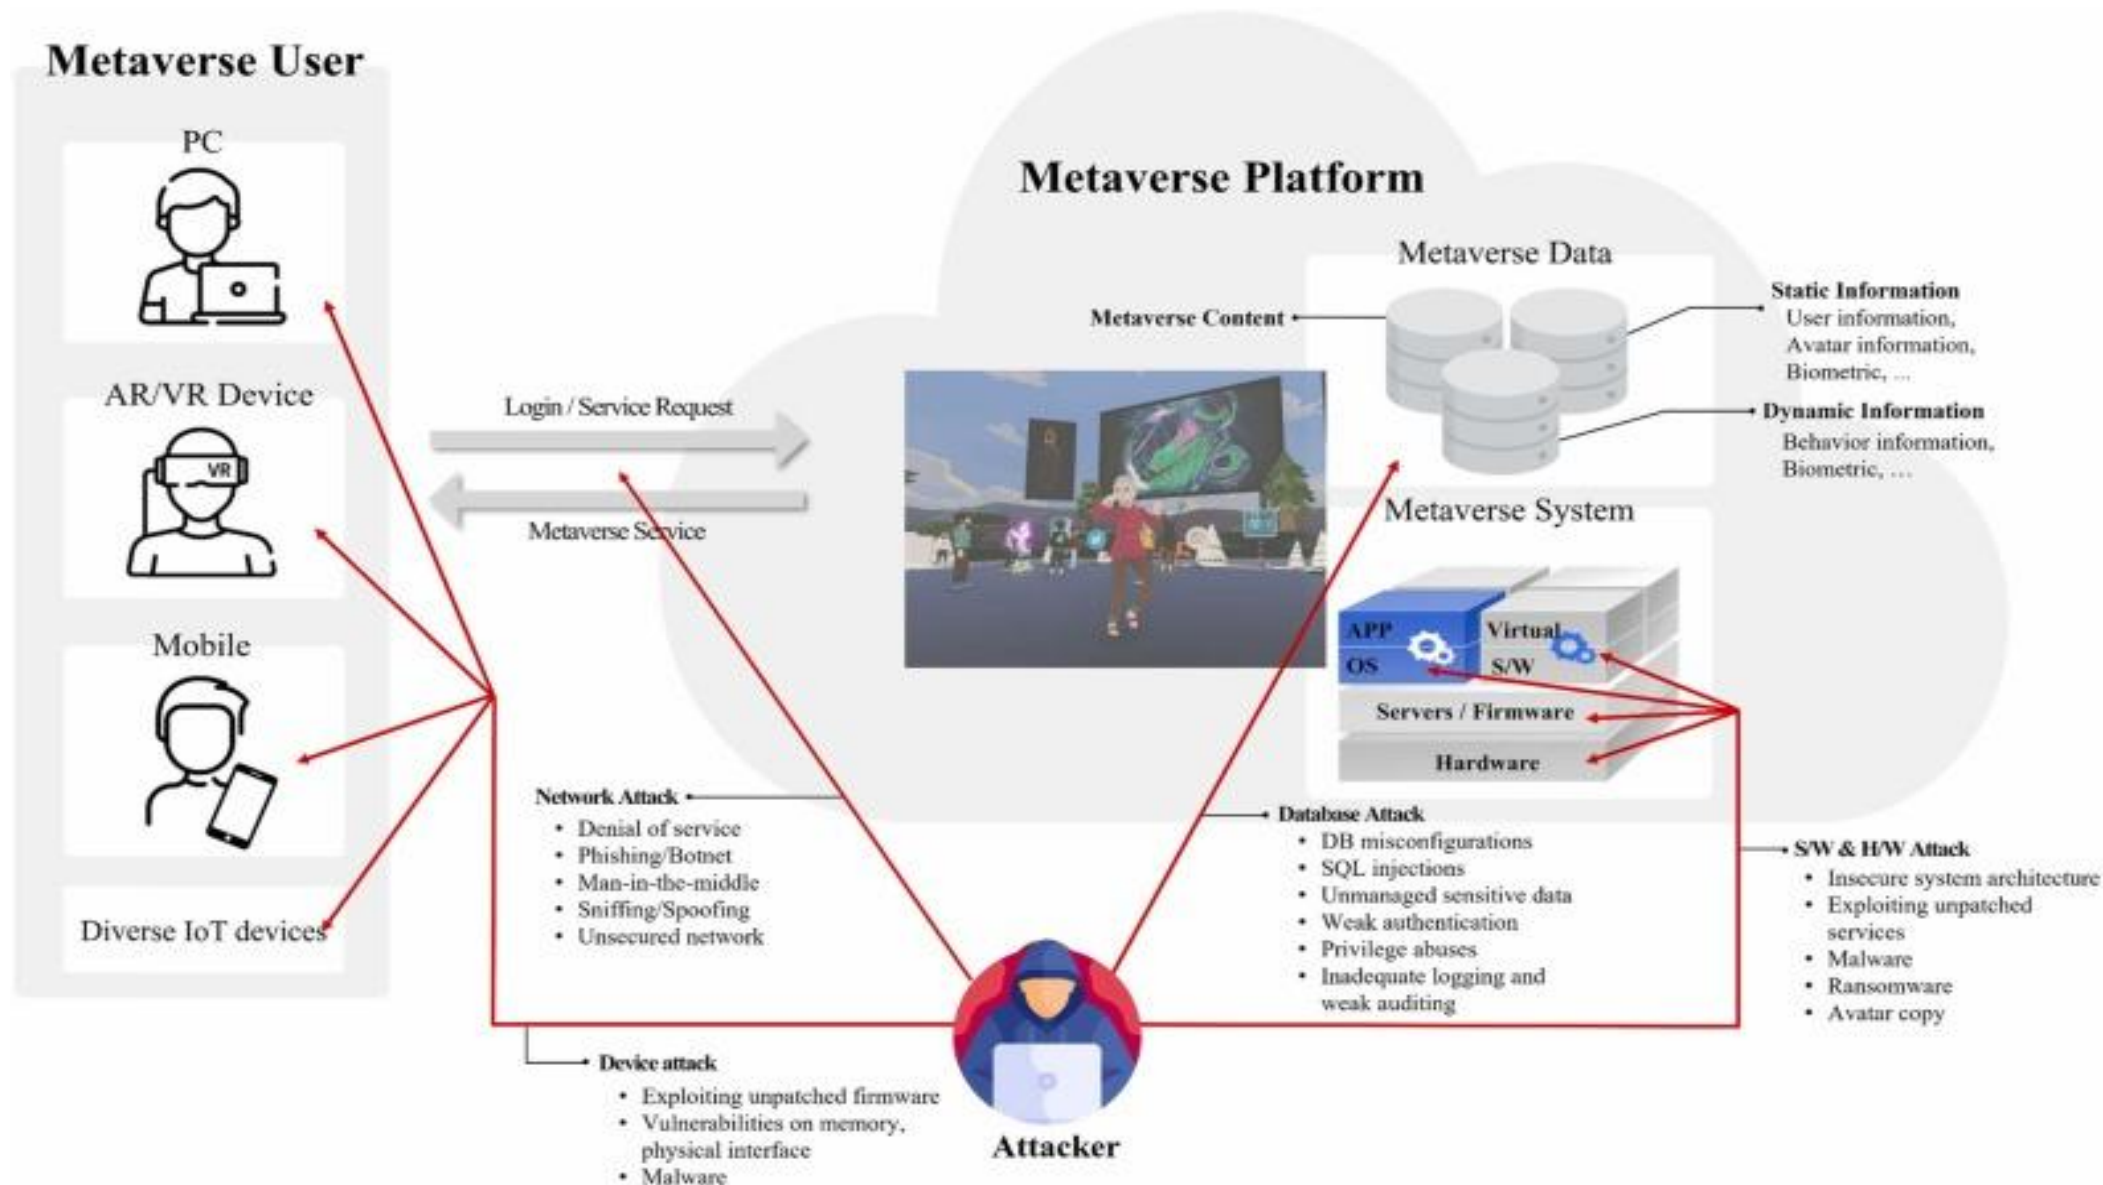 Metaverse User
PC
AR/VR Device
VR
Mobile
Diverse IoT devices
Login / Service Request
Metaverse Service
Metaverse Platform
Metaverse Data
Metaverse Content
Static Information
User information,
Avatar information,
Biometric, ...
Dynamic Information
Behavior information,
Biometric, ...
Metaverse System
APP
OS
Virtual
S/W
Servers / Firmware
Hardware
Network Attack
• Denial of service
• Phishing/Botnet
• Man-in-the-middle
• Sniffing/Spoofing
• Unsecured network
Database Attack
• DB misconfigurations
• SQL injections
• Unmanaged sensitive data
• Weak authentication
• Privilege abuses
• Inadequate logging and
weak auditing
S/W & H/W Attack
• Insecure system architecture
• Exploiting unpatched
services
• Malware
• Ransomware
• Avatar copy
Device attack
• Exploiting unpatched firmware
• Vulnerabilities on memory,
physical interface
• Malware
Attacker